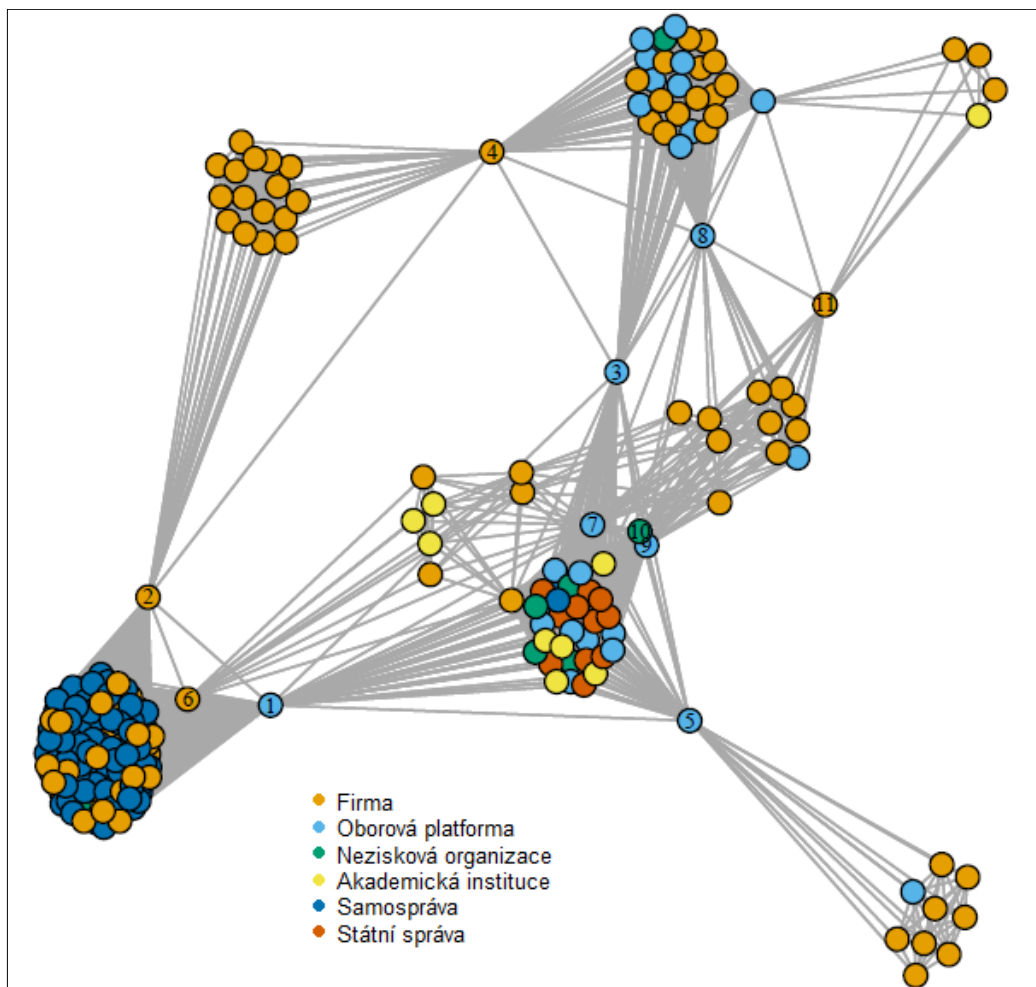 4
8
11
3
7
10
9
2
6
1
5
Firma
Oborová platforma
Nezisková organizace
Akademická instituce
Samospráva
Státní správa